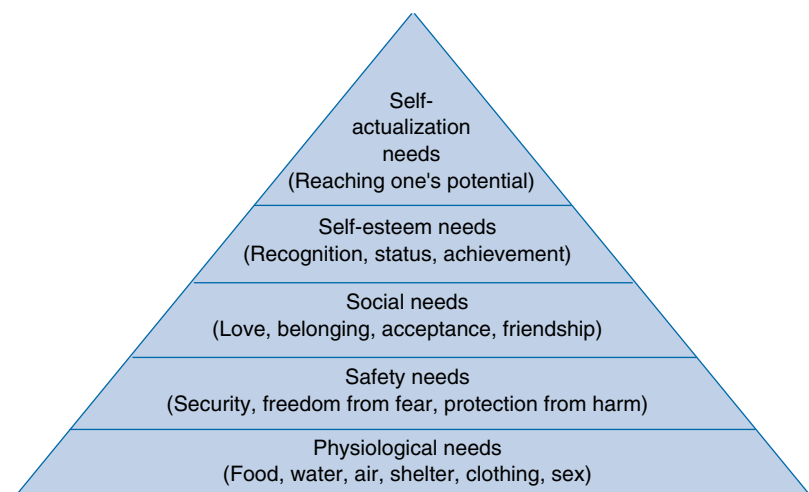 Self-
actualization
needs
(Reaching one's potential)
Self-esteem needs
(Recognition, status, achievement)
Social needs
(Love, belonging, acceptance, friendship)
Safety needs
(Security, freedom from fear, protection from harm)
Physiological needs
(Food, water, air, shelter, clothing, sex)